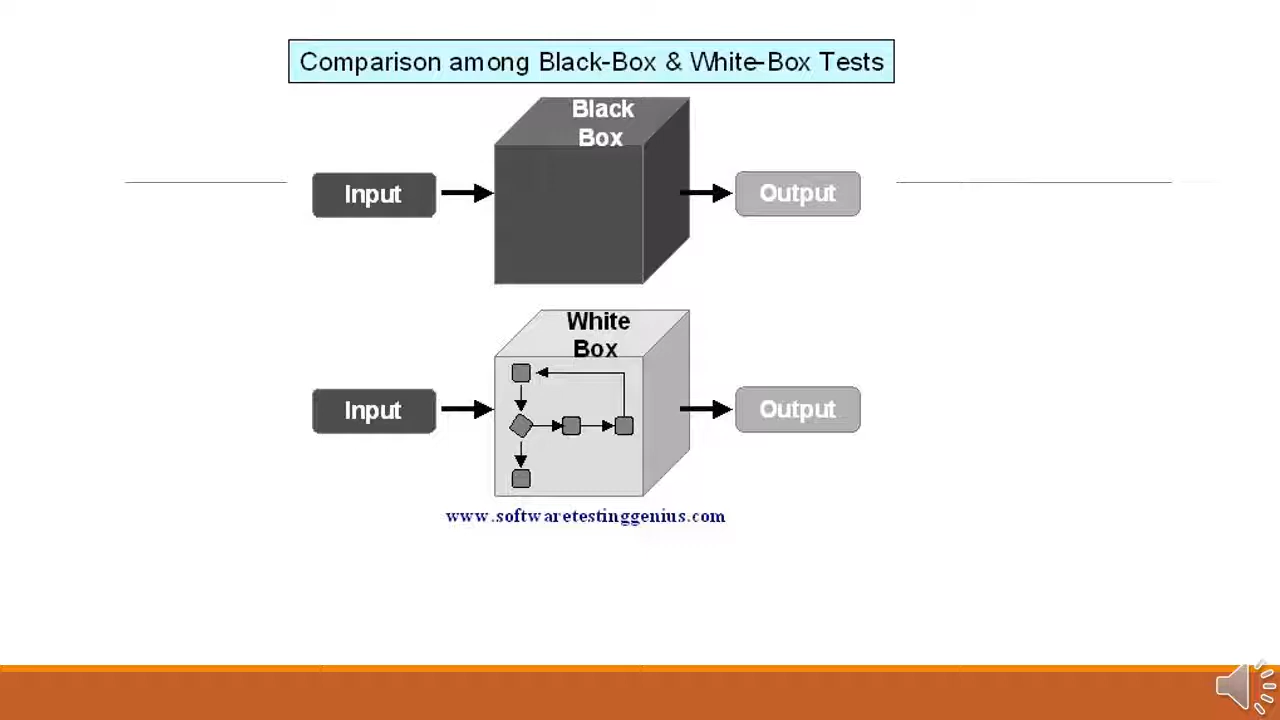 Comparison among Black-Box & White-Box Tests
Black
Box
Input
Output
White
Box
Input
Output
www.softwaretestinggenius.com